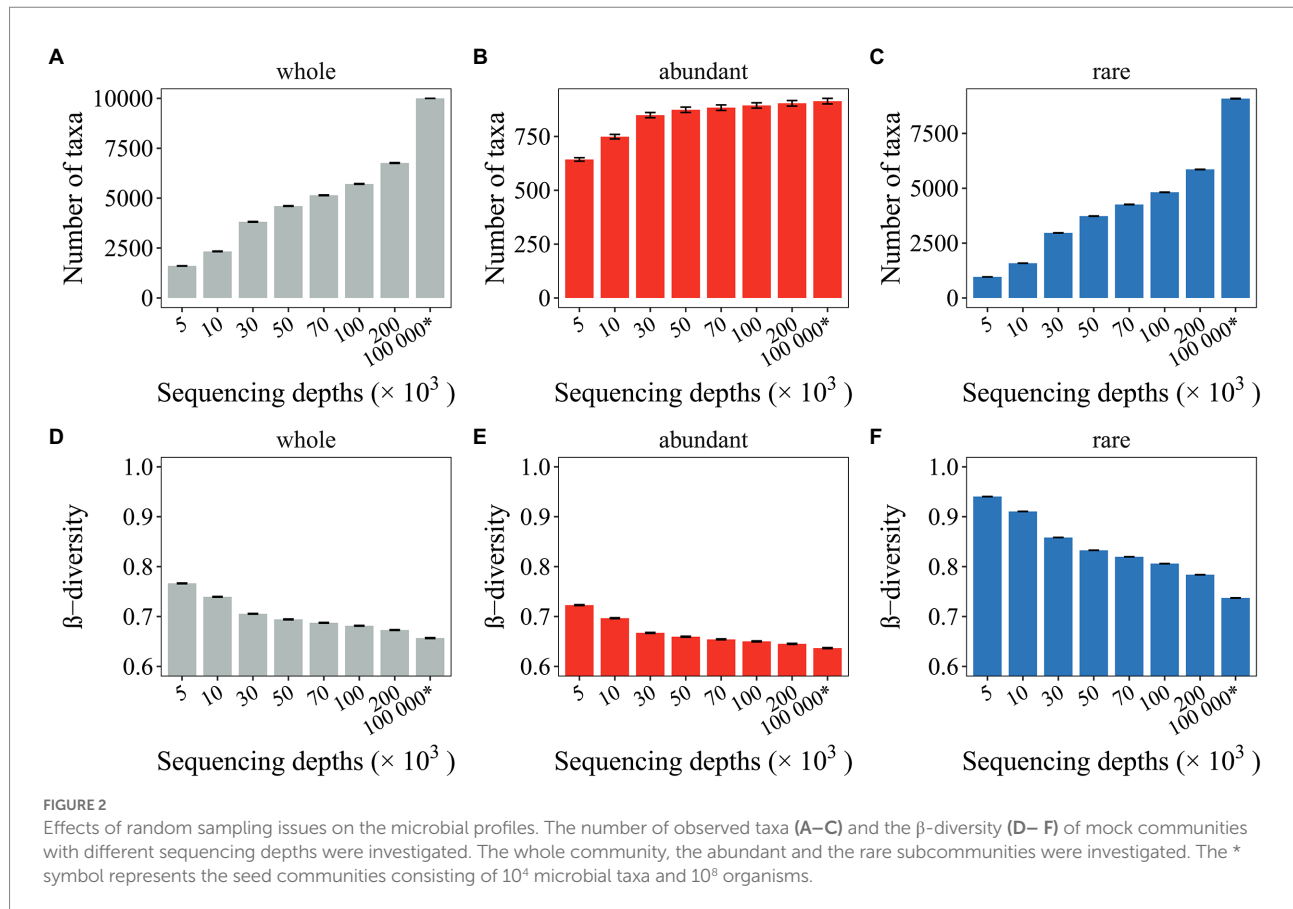 A
whole
Number of taxa
10000
7500
5000
2500
0
5
10
30
50
70
100
200
100 000*
Sequencing depths (× 10³ )
B
abundant
Number of taxa
750
500
250
0
5
10
30
50
70
100
200
100 000*
Sequencing depths (× 10³ )
C
rare
Number of taxa
7500
5000
2500
0
5
10
30
50
70
100
200
100 000*
Sequencing depths (× 10³ )
D
whole
ß−diversity
1.0
0.9
0.8
0.7
0.6
5
10
30
50
70
100
200
100 000*
Sequencing depths (× 10³ )
E
abundant
ß−diversity
1.0
0.9
0.8
0.7
0.6
5
10
30
50
70
100
200
100 000*
Sequencing depths (× 10³ )
F
rare
ß−diversity
1.0
0.9
0.8
0.7
0.6
5
10
30
50
70
100
200
100 000*
Sequencing depths (× 10³ )
FIGURE 2
Effects of random sampling issues on the microbial profiles. The number of observed taxa (A–C) and the β-diversity (D– F) of mock communities
with different sequencing depths were investigated. The whole community, the abundant and the rare subcommunities were investigated. The *
symbol represents the seed communities consisting of 10⁴ microbial taxa and 10⁸ organisms.